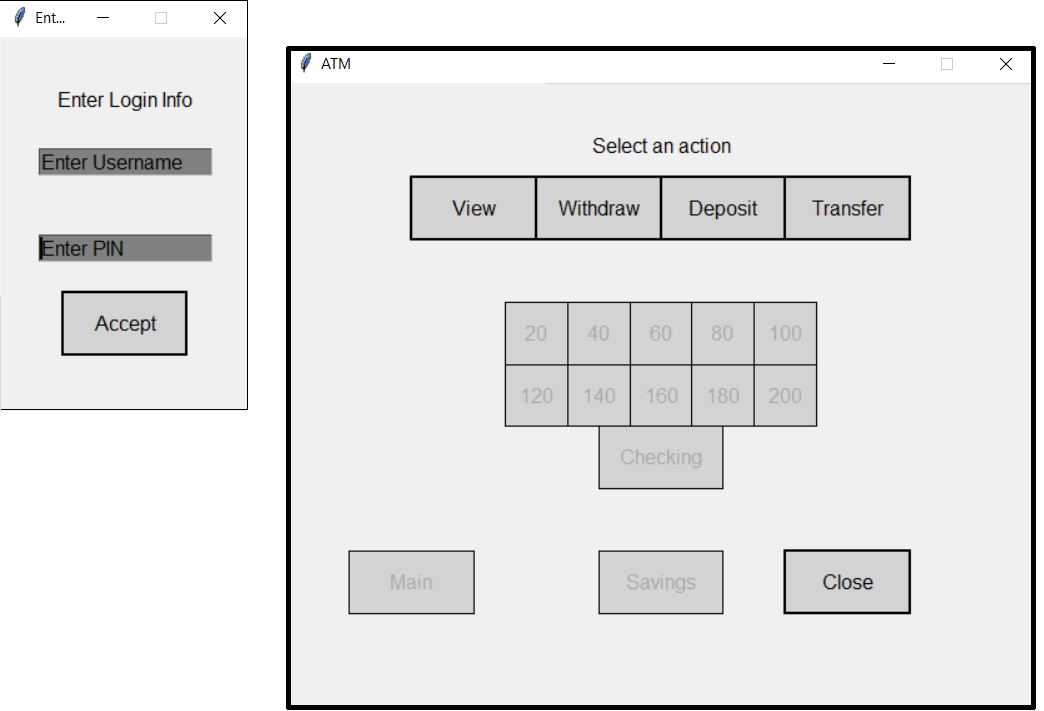 Ent...
Enter Login Info
Enter Username
Enter PIN
Accept
ATM
Select an action
View Withdraw Deposit Transfer
20 40 60 80 100
120 140 160 180 200
Checking
Main Savings Close